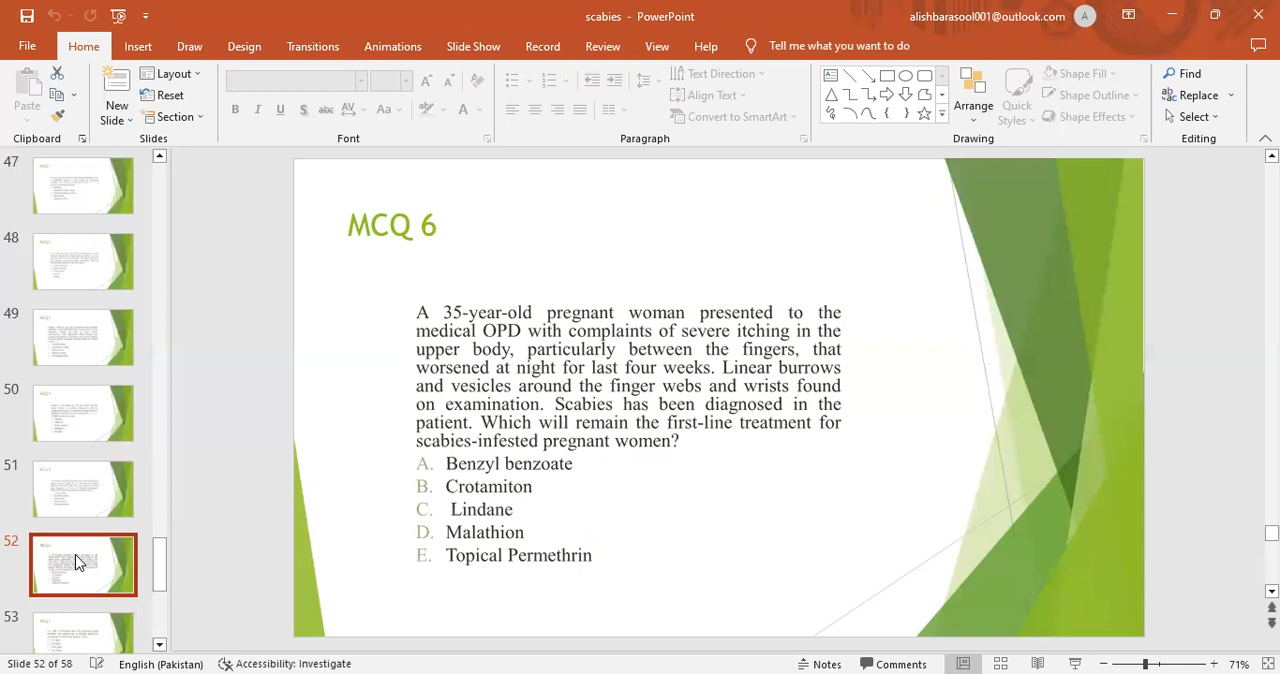 scabies - PowerPoint
alishbarasool001@outlook.com
A
File
Home
Insert
Draw
Design
Transitions
Animations
Slide Show
Record
Review
View
Help
Tell me what you want to do
Paste
New
Slide
Layout
Reset
Section
Text Direction
Align Text
Convert to SmartArt
Arrange
Quick
Styles
Shape Fill
Shape Outline
Shape Effects
Find
Replace
Select
Clipboard
Slides
Font
Paragraph
Drawing
Editing
47
48
49
50
51
52
53
MCQ 6
A 35-year-old pregnant woman presented to the
medical OPD with complaints of severe itching in the
upper body, particularly between the fingers, that
worsened at night for last four weeks. Linear burrows
and vesicles around the finger webs and wrists found
on examination. Scabies has been diagnosed in the
patient. Which will remain the first-line treatment for
scabies-infested pregnant women?
A. Benzyl benzoate
B. Crotamiton
C. Lindane
D. Malathion
E. Topical Permethrin
Slide 52 of 58
English (Pakistan)
Accessibility: Investigate
Notes
Comments
71%